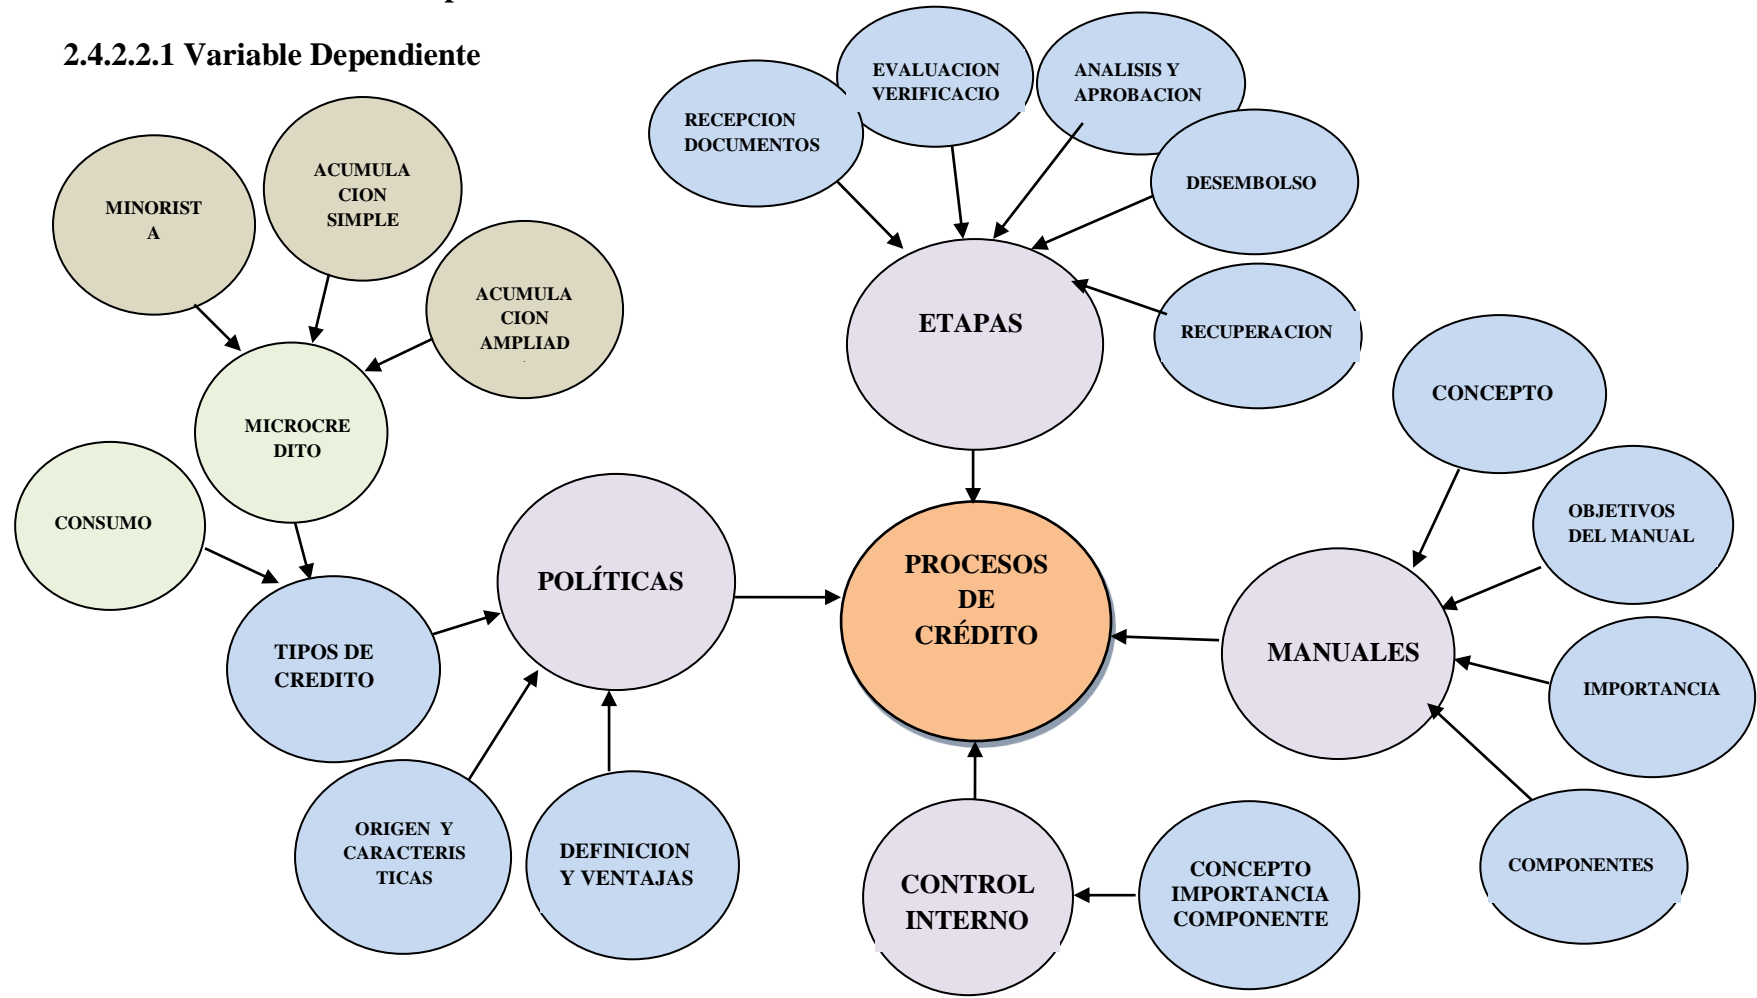 2.4.2.2.1 Variable Dependiente
EVALUACION
VERIFICACIO
ANALISIS Y
APROBACION
RECEPCION
DOCUMENTOS
DESEMBOLSO
RECUPERACION
ETAPAS
MINORIST
A
ACUMULA
CION
SIMPLE
ACUMULA
CION
AMPLIAD
MICROCRE
DITO
CONSUMO
TIPOS DE
CREDITO
POLÍTICAS
ORIGEN Y
CARACTERIS
TICAS
DEFINICION
Y VENTAJAS
PROCESOS
DE
CRÉDITO
CONCEPTO
OBJETIVOS
DEL MANUAL
MANUALES
IMPORTANCIA
COMPONENTES
CONTROL
INTERNO
CONCEPTO
IMPORTANCIA
COMPONENTE